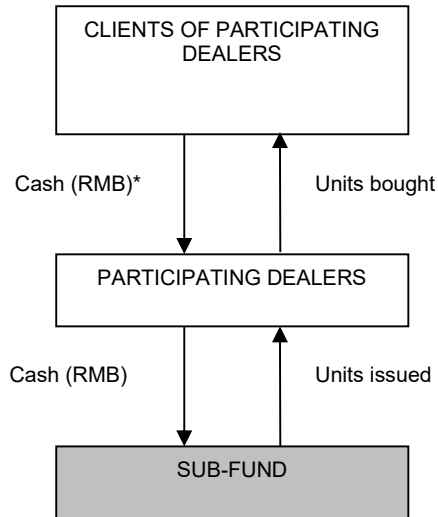 CLIENTS OF PARTICIPATING
DEALERS
Cash (RMB)*
Units bought
PARTICIPATING DEALERS
Cash (RMB)
Units issued
SUB-FUND